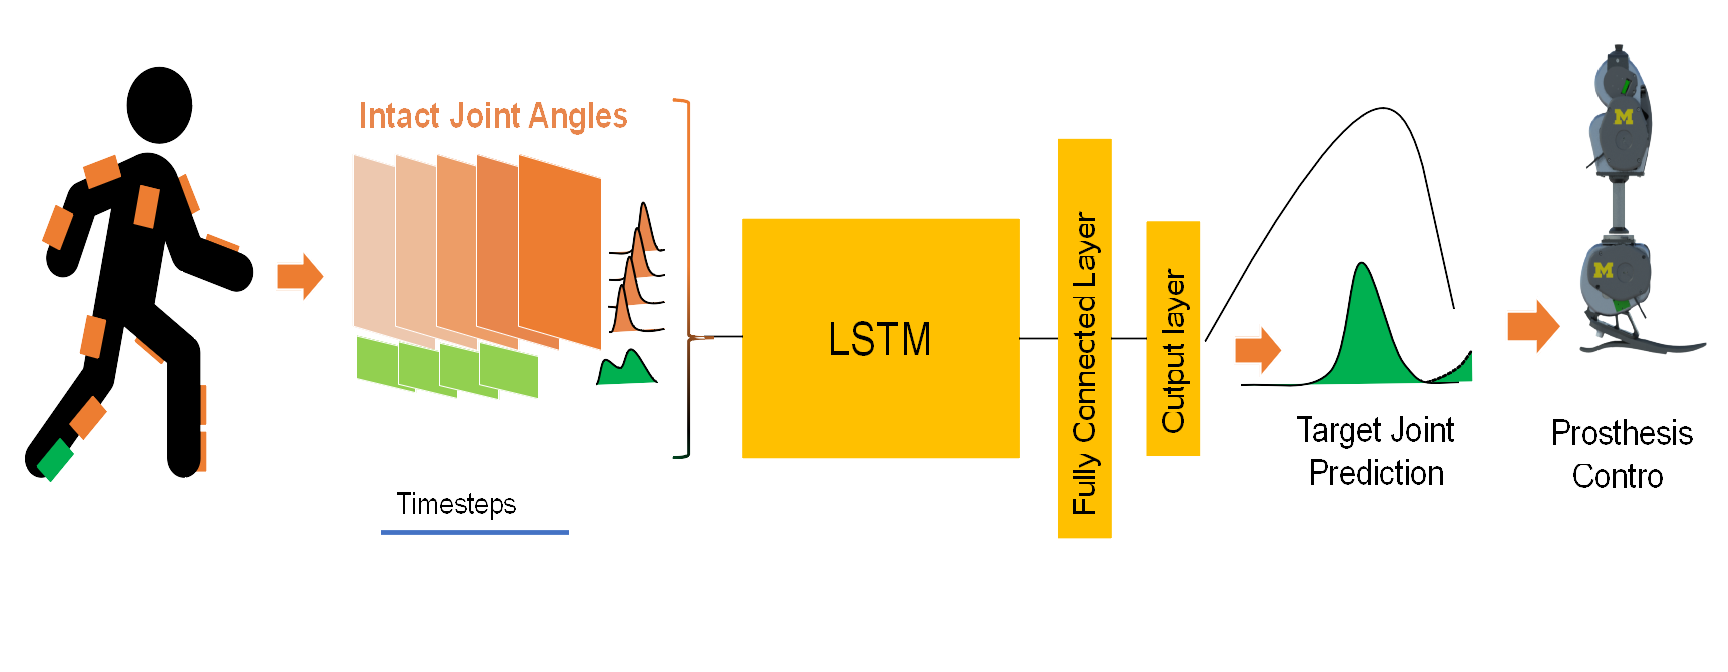 Intact Joint Angles
Timesteps
LSTM
Fully Connected Layer
Output layer
Target Joint
Prediction
M
M
Prosthesis
Contro